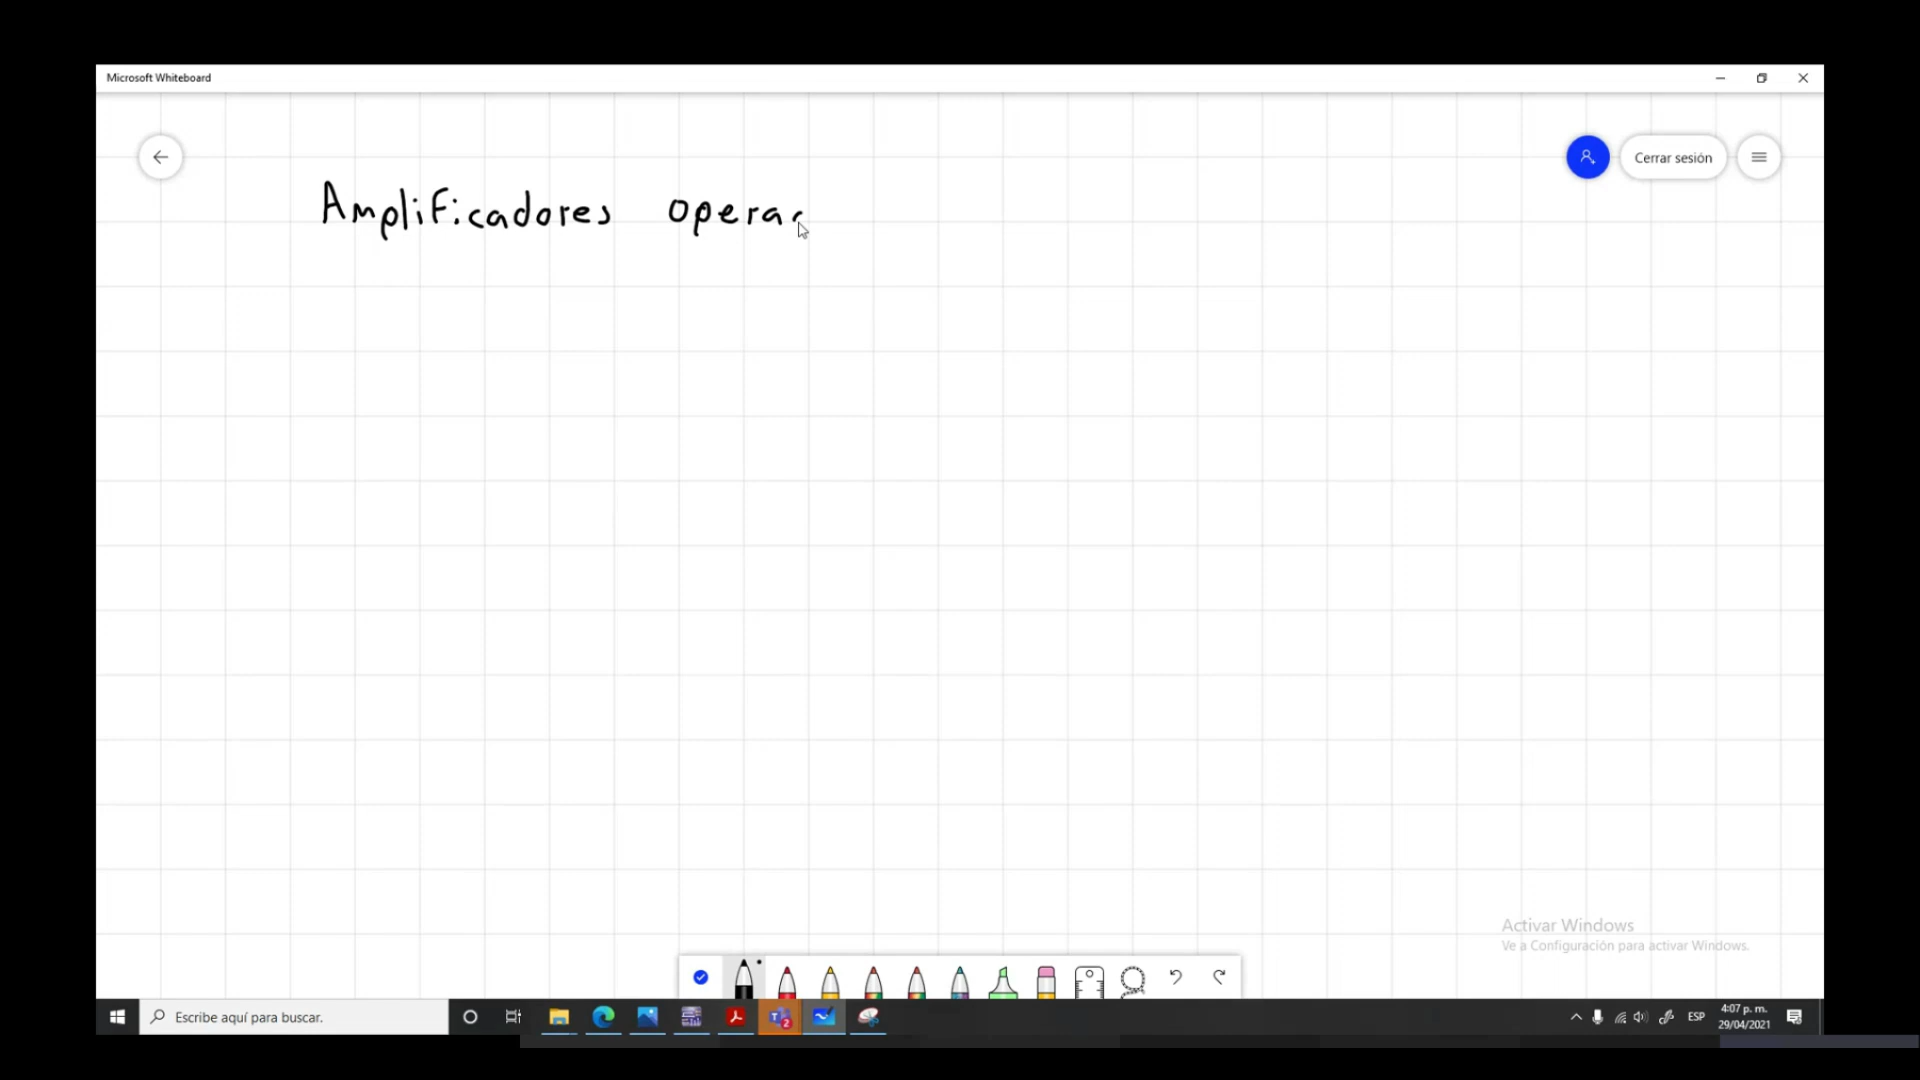 Microsoft Whiteboard
Cerrar sesión
Amplificadores opera
Activar Windows
Ve a Configuración para activar Windows.
Escribe aquí para buscar.
2
ESP
4:07 p. m.
29/04/2021